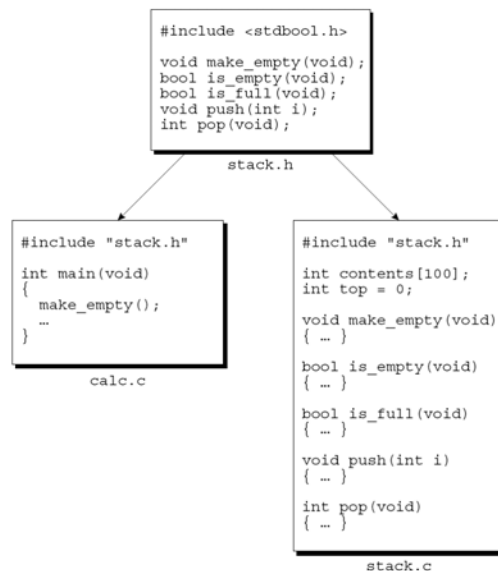 #include <stdbool.h>
void make_empty(void);
bool is_empty(void);
bool is_full(void);
void push(int i);
int pop(void);
stack.h
#include "stack.h"
int main(void)
{
make_empty();
…
}
calc.c
#include "stack.h"
int contents[100];
int top = 0;
void make_empty(void)
{ … }
bool is_empty(void)
{ … }
bool is_full(void)
{ … }
void push(int i)
{ … }
int pop(void)
{ … }
stack.c